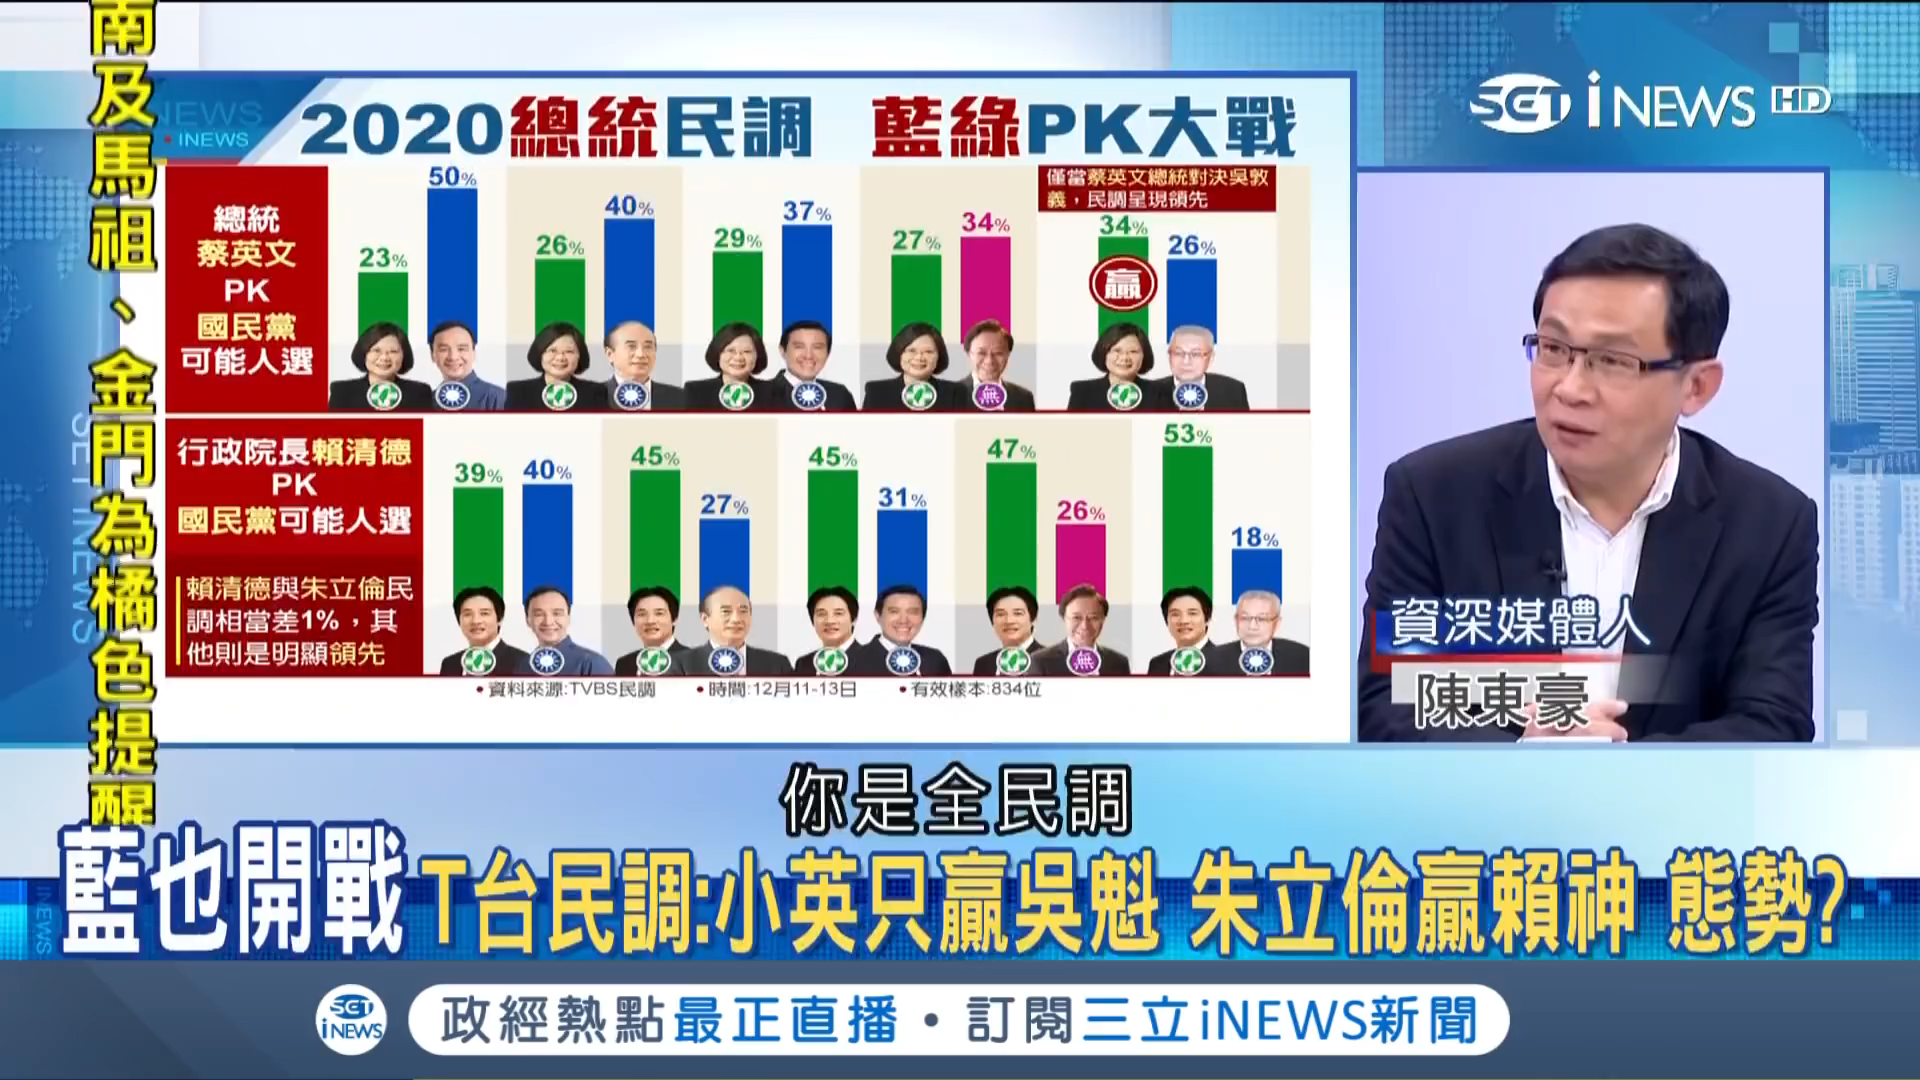 南及馬祖、金門為橘色提醒
NEWS
iNEWS
2020總統民調 藍綠PK大戰
SET iNEWS HD
總統
蔡英文
PK
國民黨
可能人選
23% 50%
26% 40%
29% 37%
27% 34%
僅當蔡英文總統對決吳敦
義，民調呈現領先
34% 26%
贏
無
行政院長賴清德
PK
國民黨可能人選
賴清德與朱立倫民
調相當差1%，其
他則是明顯領先
39% 40%
45% 27%
45% 31%
47% 26%
53% 18%
無
•資料來源:TVBS民調 •時間:12月11-13日 •有效樣本:834位
資深媒體人
陳東豪
你是全民調
藍也開戰
T台民調:小英只贏吳魁 朱立倫贏賴神 態勢?
SET iNEWS
政經熱點最正直播•訂閱三立iNEWS新聞